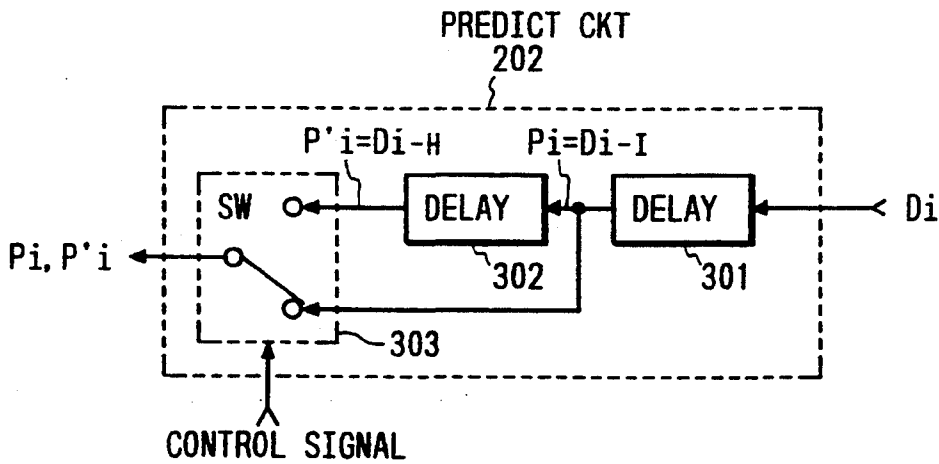 PREDICT CKT
202
P'i=Di-H
Pi=Di-I
SW
DELAY
DELAY
Di
302
301
Pi, P'i
303
CONTROL SIGNAL